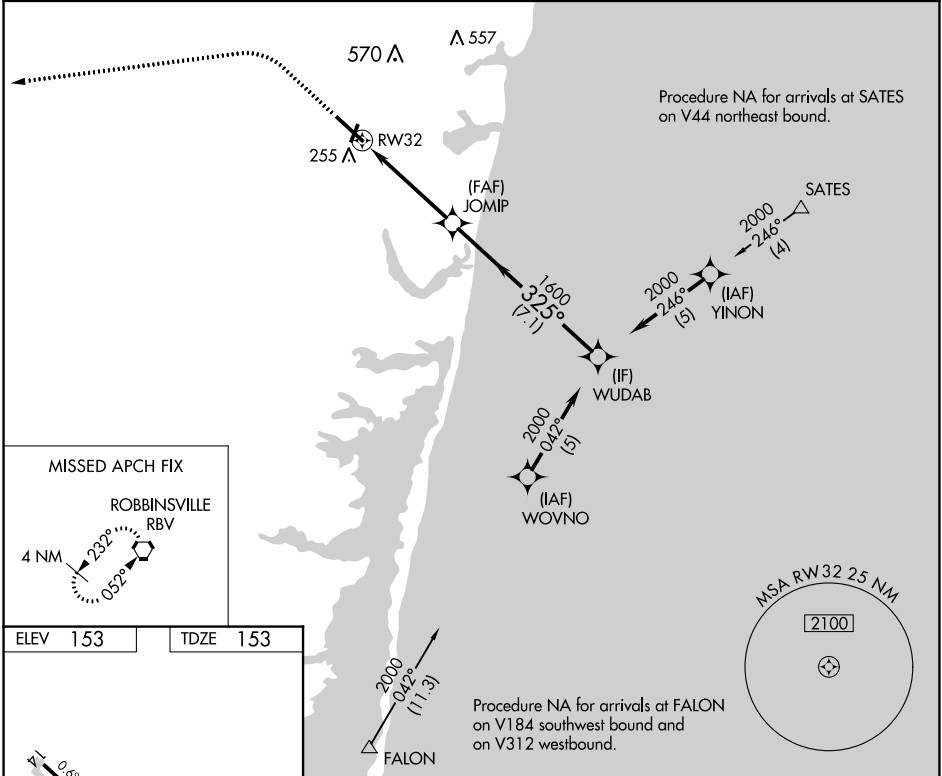 570
557
Procedure NA for arrivals at SATES
on V44 northeast bound.
RW32
255
(FAF)
JOMIP
SATES
2000
246°
(4)
2000
246°
(5)
(IAF)
YINON
1600
325°
(7.1)
(IF)
WUDAB
2000
042°
(5)
(IAF)
WOVNO
MISSED APCH FIX
ROBBINSVILLE
RBV
4 NM
232°
052°
MSA RW32 25 NM
2100
ELEV 153
TDZE 153
2000
042°
(11.3)
FALON
Procedure NA for arrivals at FALON
on V184 southwest bound and
on V312 westbound.
14